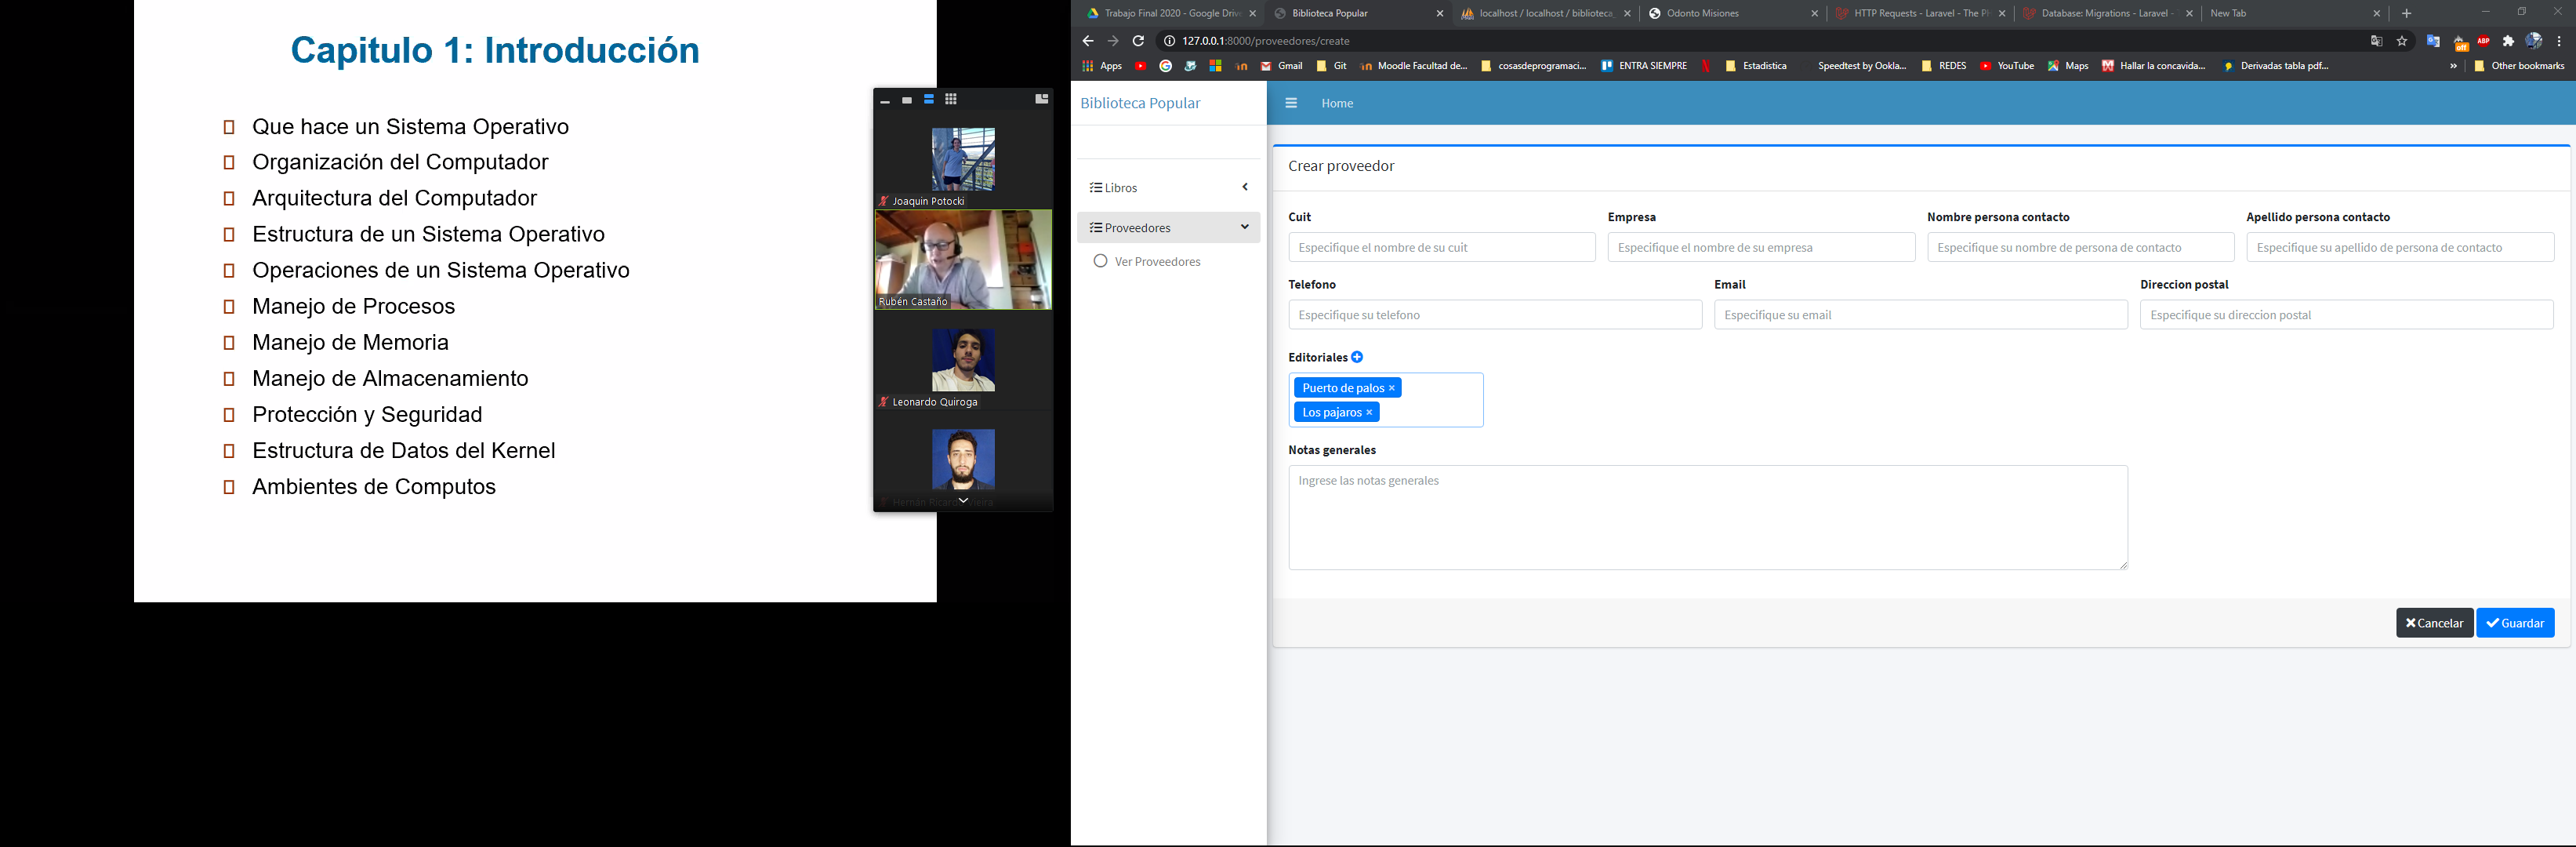 Capitulo 1: Introducción
Que hace un Sistema Operativo
Organización del Computador
Arquitectura del Computador
Estructura de un Sistema Operativo
Operaciones de un Sistema Operativo
Manejo de Procesos
Manejo de Memoria
Manejo de Almacenamiento
Protección y Seguridad
Estructura de Datos del Kernel
Ambientes de Computos
Joaquin Potocki
Rubén Castaño
Leonardo Quiroga
Trabajo Final 2020 - Google Drive
Biblioteca Popular
localhost / localhost / biblioteca_
Odonto Misiones
HTTP Requests - Laravel - The P
Database: Migrations - Laravel -
New Tab
127.0.0.1:8000/proveedores/create
off
ABP
Apps
Gmail
Git
Moodle Facultad de...
cosasdeprogramaci...
ENTRA SIEMPRE
Estadistica
Speedtest by Ookla...
REDES
YouTube
Maps
Hallar la concavida...
Derivadas tabla pdf...
Other bookmarks
Biblioteca Popular
Home
Libros
Proveedores
Ver Proveedores
Crear proveedor
Cuit
Empresa
Nombre persona contacto
Apellido persona contacto
Especifique el nombre de su cuit
Especifique el nombre de su empresa
Especifique su nombre de persona de contacto
Especifique su apellido de persona de contacto
Telefono
Email
Direccion postal
Especifique su telefono
Especifique su email
Especifique su direccion postal
Editoriales
Puerto de palos ×
Los pajaros ×
Notas generales
Ingrese las notas generales
Cancelar
Guardar